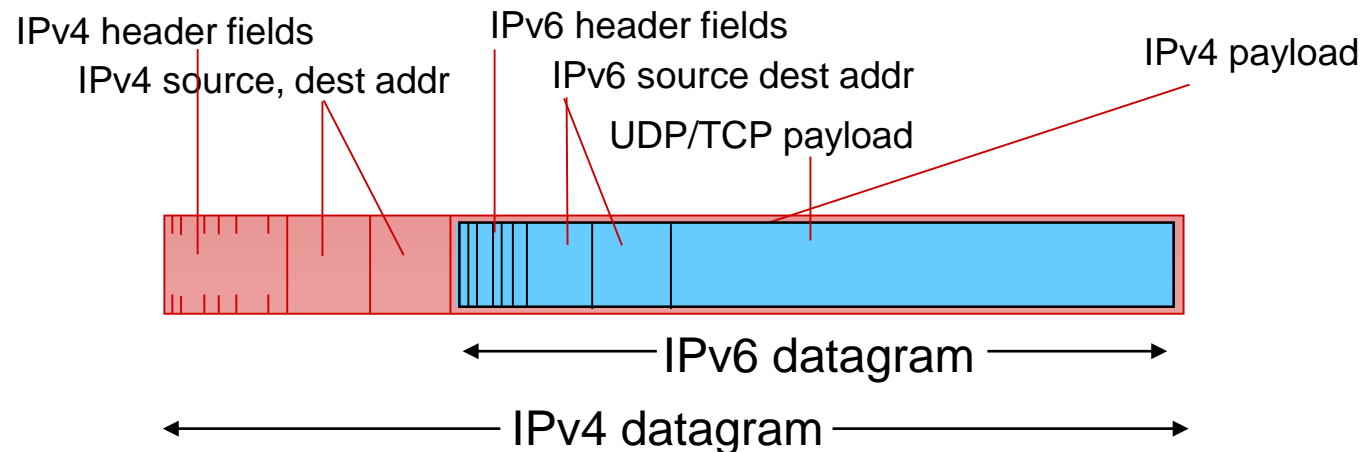 IPv4 header fields
IPv6 header fields
IPv4 payload
IPv4 source, dest addr
IPv6 source dest addr
UDP/TCP payload
IPv6 datagram
IPv4 datagram